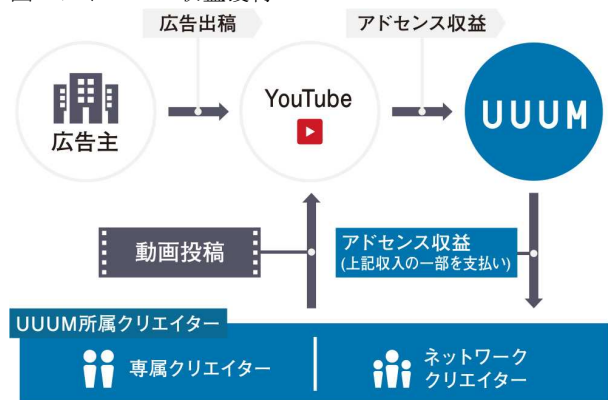 広告出稿
アドセンス収益
広告主
YouTube
UUUM
動画投稿
アドセンス収益
(上記収入の一部を支払い)
UUUM所属クリエイター
専属クリエイター
ネットワーク
クリエイター